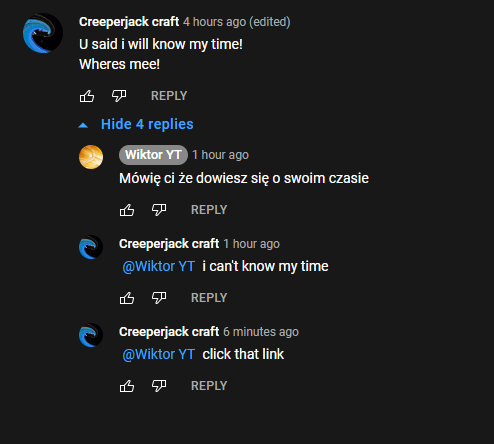 Creeperjack craft 4 hours ago (edited)
U said i will know my time!
Wheres mee!
REPLY
Hide 4 replies
Wiktor YT 1 hour ago
Mówię ci że dowiesz się o swoim czasie
REPLY
Creeperjack craft 1 hour ago
@Wiktor YT i can't know my time
REPLY
Creeperjack craft 6 minutes ago
@Wiktor YT click that link
REPLY